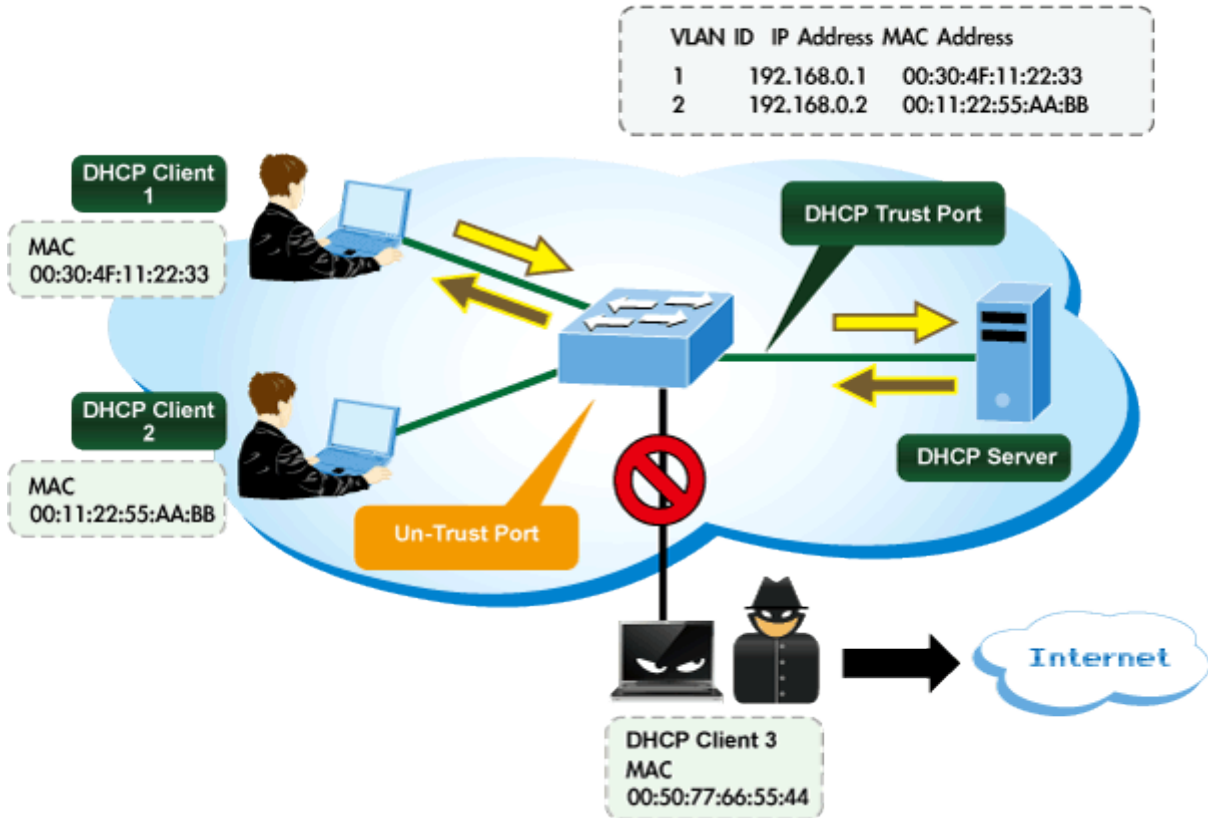 VLAN ID IP Address MAC Address
1 192.168.0.1 00:30:4F:11:22:33
2 192.168.0.2 00:11:22:55:AA:BB
DHCP Client
1
MAC
00:30:4F:11:22:33
DHCP Trust Port
DHCP Client
2
MAC
00:11:22:55:AA:BB
Un-Trust Port
DHCP Server
Internet
DHCP Client 3
MAC
00:50:77:66:55:44